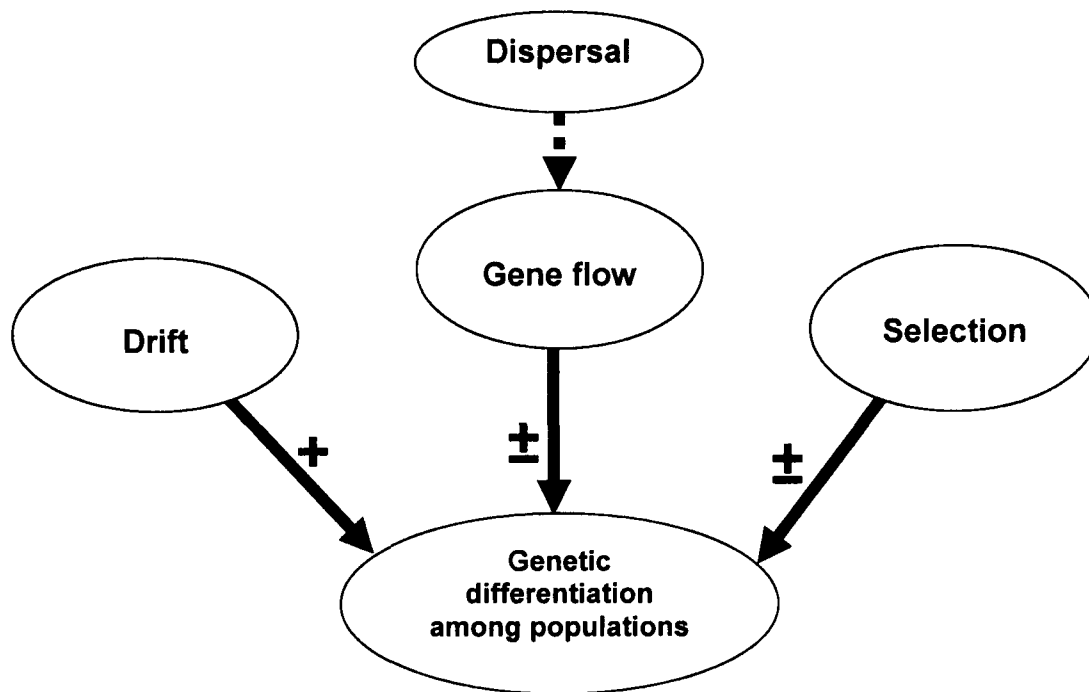 Dispersal
Gene flow
Drift
Selection
+
±
±
Genetic
differentiation
among populations